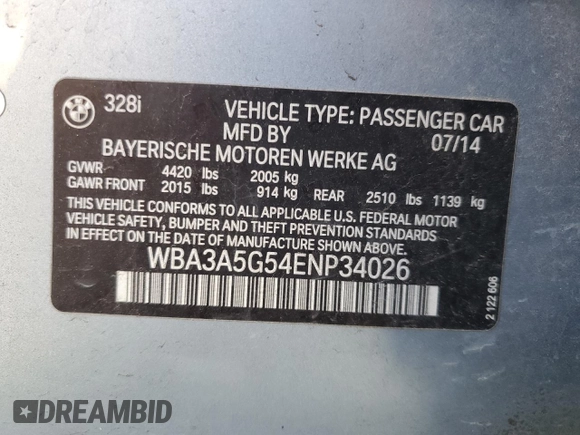 BMW
328i
VEHICLE TYPE: PASSENGER CAR
MFD BY 07/14
BAYERISCHE MOTOREN WERKE AG
GVWR 4420 lbs 2005 kg
GAWR FRONT 2015 lbs 914 kg REAR 2510 lbs 1139 kg
THIS VEHICLE CONFORMS TO ALL APPLICABLE U.S. FEDERAL MOTOR
VEHICLE SAFETY, BUMPER AND THEFT PREVENTION STANDARDS
IN EFFECT ON THE DATE OF MANUFACTURE SHOWN ABOVE
WBA3A5G54ENP34026
2 122 606
DREAMBID